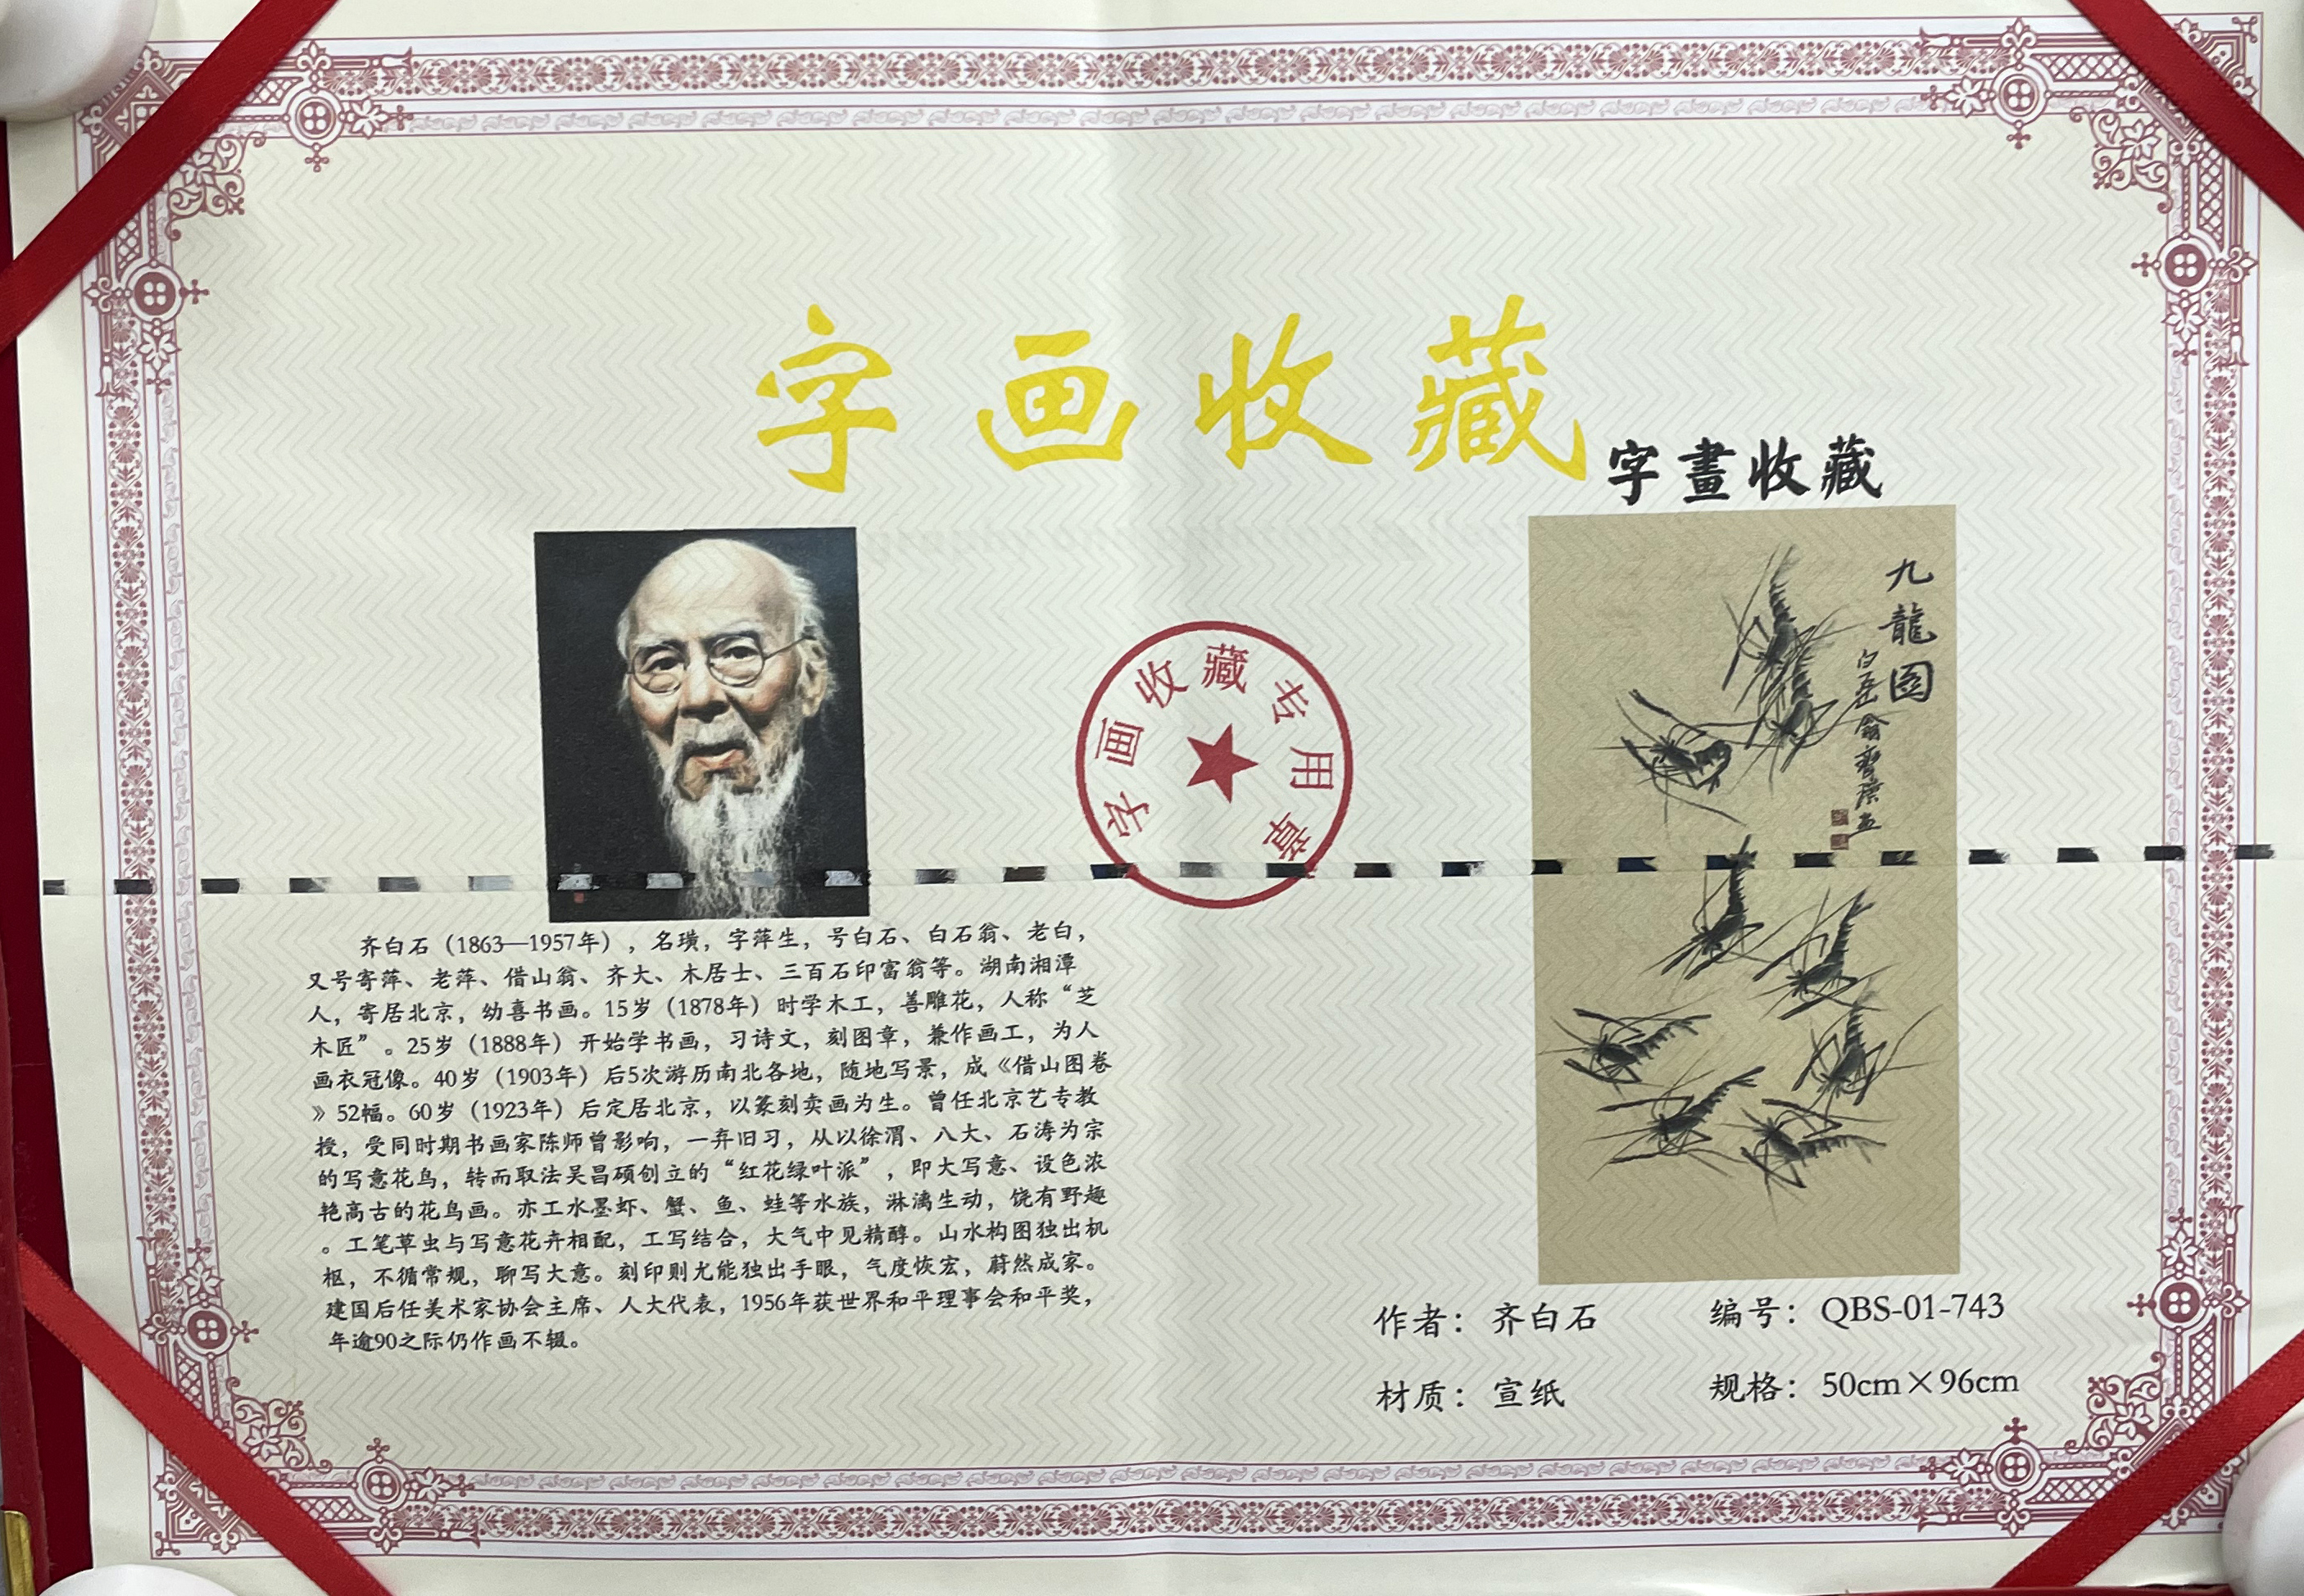 字画收藏
字畫收藏
九龍图
白石翁齊璜画
字画收藏专用章
齐白石（1863—1957年），名璜，字萍生，号白石、白石翁、老白，
又号寄萍、老萍、借山翁、齐大、木居士、三百石印富翁等。湖南湘潭
人，寄居北京，幼喜书画。15岁（1878年）时学木工，善雕花，人称“芝
木匠”。25岁（1888年）开始学书画，习诗文，刻图章，兼作画工，为人
画衣冠像。40岁（1903年）后5次游历南北各地，随地写景，成《借山图卷
》52幅。60岁（1923年）后定居北京，以篆刻卖画为生。曾任北京艺专教
授，受同时期书画家陈师曾影响，一弃旧习，从以徐渭、八大、石涛为宗
的写意花鸟，转而取法吴昌硕创立的“红花绿叶派”，即大写意、设色浓
艳高古的花鸟画。亦工水墨虾、蟹、鱼、蛙等水族，淋漓生动，饶有野趣
。工笔草虫与写意花卉相配，工写结合，大气中见精醇。山水构图独出机
枢，不循常规，聊写大意。刻印则尤能独出手眼，气度恢宏，蔚然成家。
建国后任美术家协会主席、人大代表，1956年获世界和平理事会和平奖，
年逾90之际仍作画不辍。
作者：齐白石 编号：QBS-01-743
材质：宣纸 规格：50cm×96cm